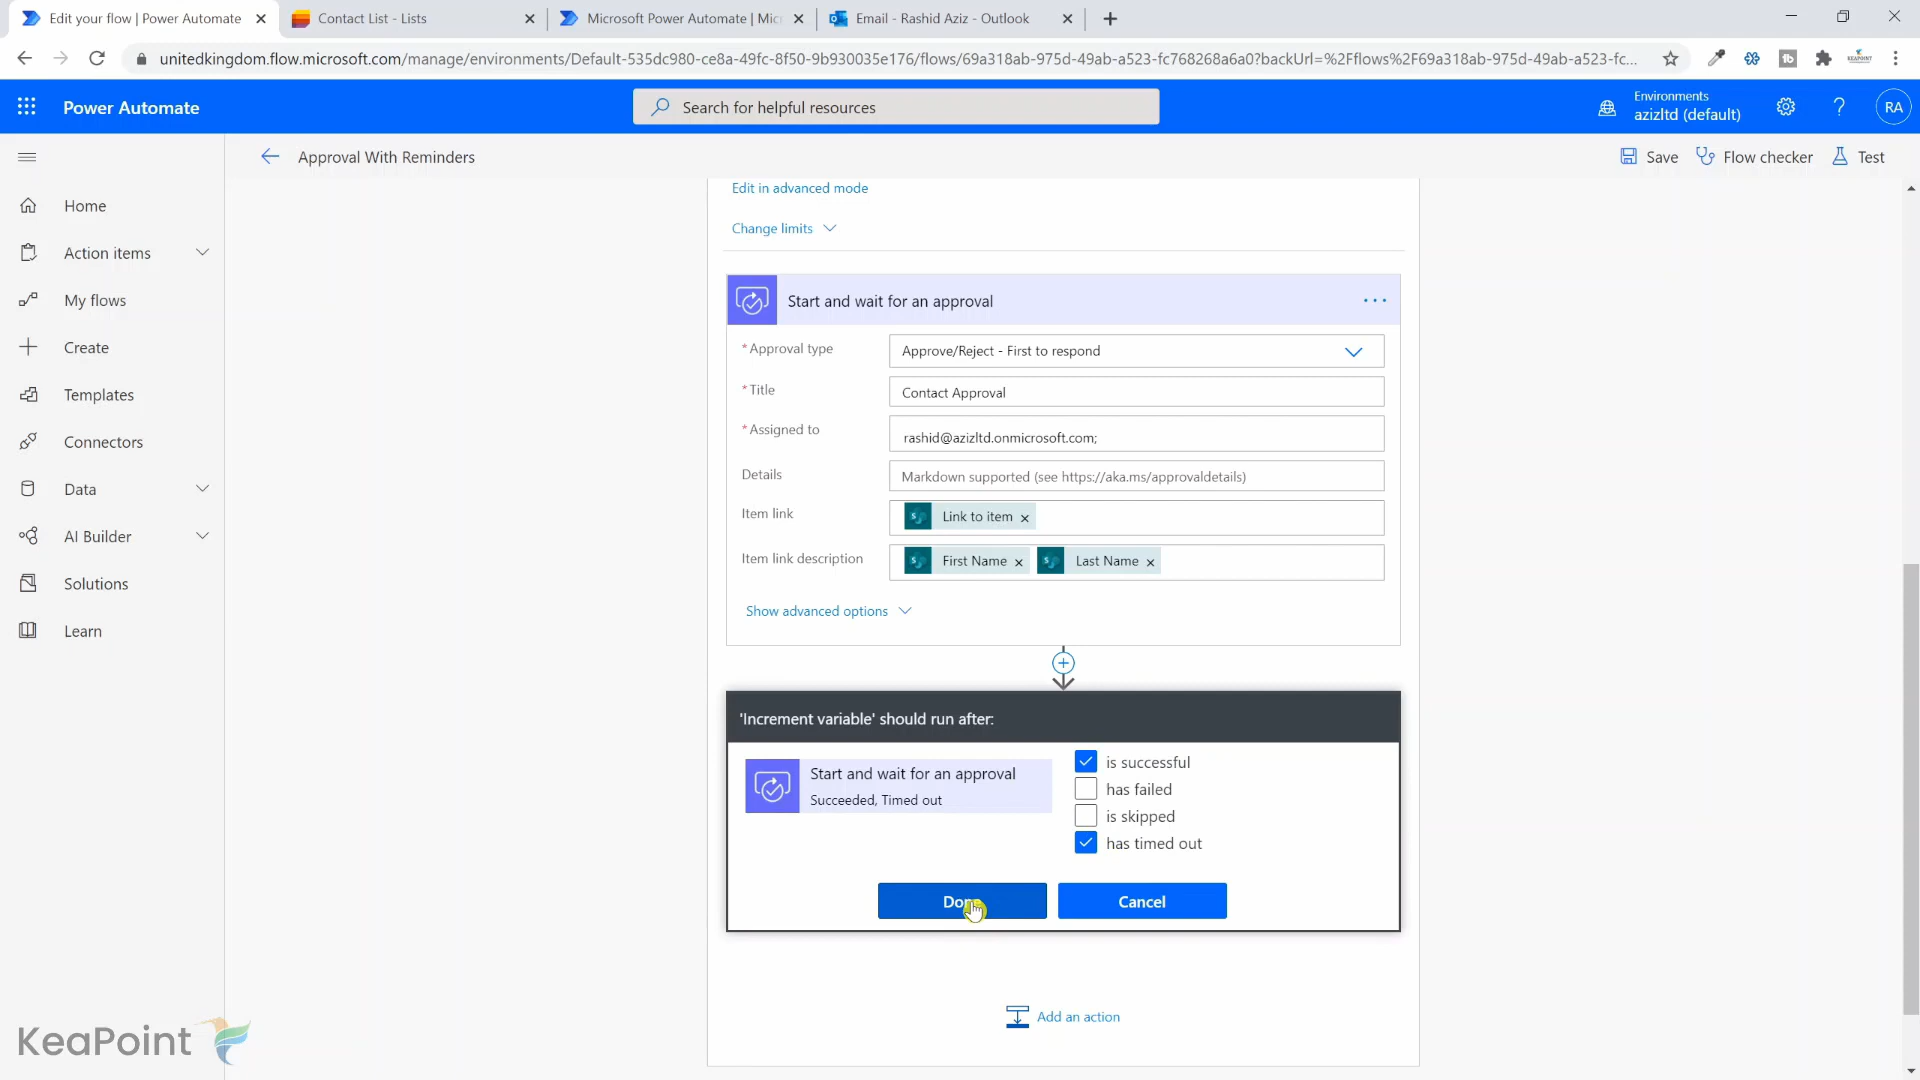 Edit your flow | Power Automate
Contact List - Lists
Microsoft Power Automate | Mic
Email - Rashid Aziz - Outlook
unitedkingdom.flow.microsoft.com/manage/environments/Default-535dc980-ce8a-49fc-8f50-9b930035e176/flows/69a318ab-975d-49ab-a523-fc768268a6a0?backUrl=%2Fflows%2F69a318ab-975d-49ab-a523-fc...
tb
KEAPOINT
Power Automate
Search for helpful resources
Environments
azizltd (default)
?
RA
Approval With Reminders
Save
Flow checker
Test
Home
Action items
My flows
Create
Templates
Connectors
Data
AI Builder
Solutions
Learn
Edit in advanced mode
Change limits
Start and wait for an approval
* Approval type
Approve/Reject - First to respond
* Title
Contact Approval
* Assigned to
rashid@azizltd.onmicrosoft.com;
Details
Markdown supported (see https://aka.ms/approvaldetails)
Item link
Link to item ×
Item link description
First Name × Last Name ×
Show advanced options
'Increment variable' should run after:
Start and wait for an approval
Succeeded, Timed out
is successful
has failed
is skipped
has timed out
Cancel
Add an action
KeaPoint